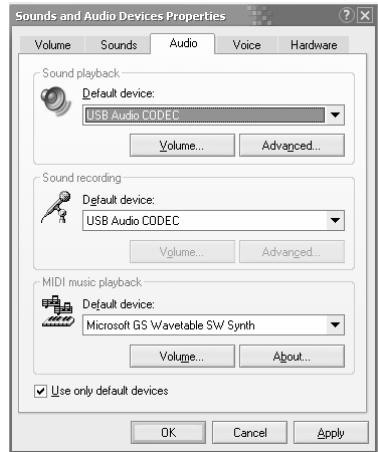 Sounds and Audio Devices Properties
Volume Sounds Audio Voice Hardware
Sound playback
Default device:
USB Audio CODEC
Volume... Advanced...
Sound recording
Default device:
USB Audio CODEC
Volume... Advanced...
MIDI music playback
Default device:
Microsoft GS Wavetable SW Synth
Volume... About...
Use only default devices
OK Cancel Apply